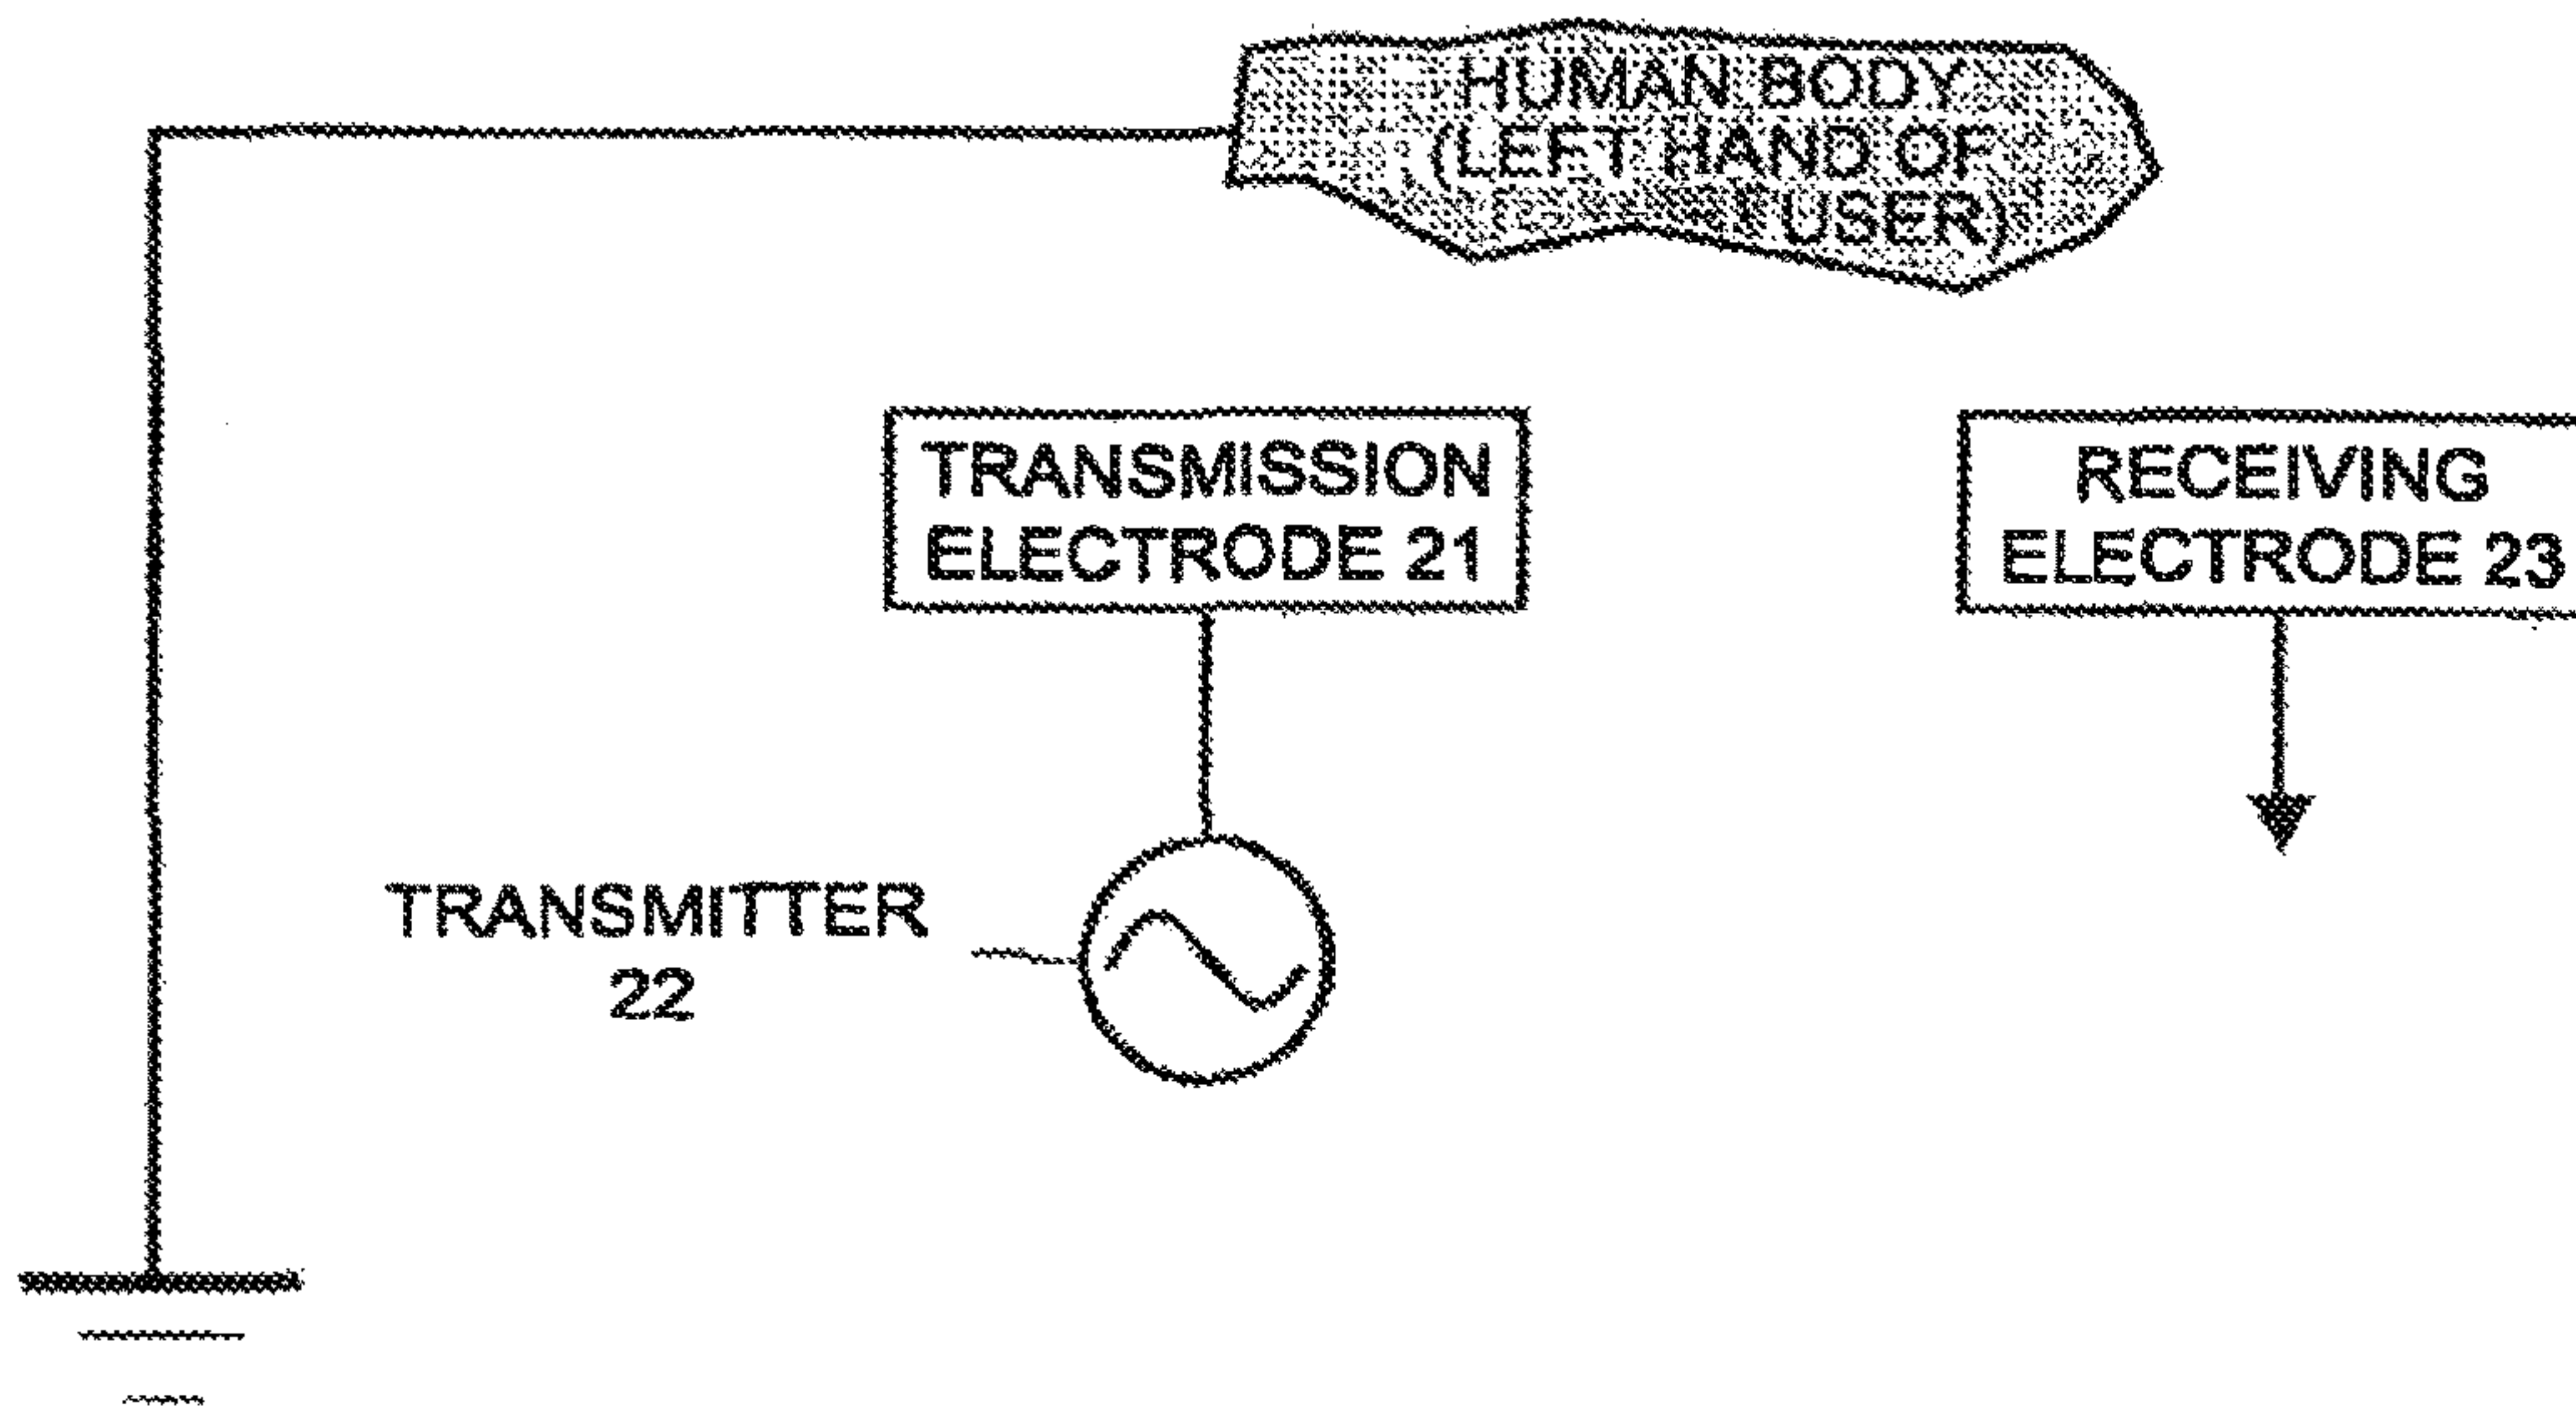 HUMAN BODY
(LEFT HAND OF
USER)
TRANSMISSION
ELECTRODE 21
RECEIVING
ELECTRODE 23
TRANSMITTER
22